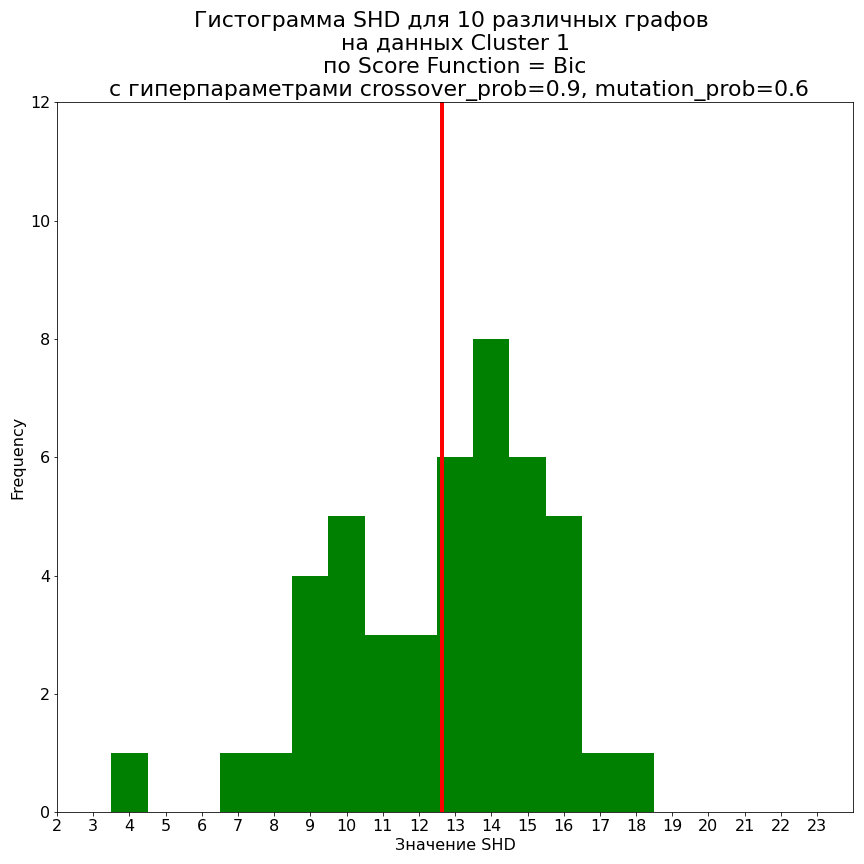 Гистограмма SHD для 10 различных графов
на данных Cluster 1
по Score Function = Bic
с гиперпараметрами crossover_prob=0.9, mutation_prob=0.6
12
10
8
6
4
2
0
Frequency
2 3 4 5 6 7 8 9 10 11 12 13 14 15 16 17 18 19 20 21 22 23
Значение SHD